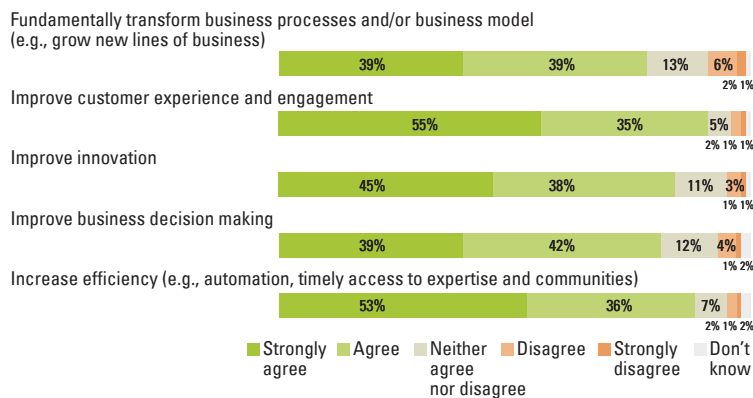 Fundamentally transform business processes and/or business model
(e.g., grow new lines of business)
39% 39% 13% 6%
2% 1%
Improve customer experience and engagement
55% 35% 5%
2% 1% 1%
Improve innovation
45% 38% 11% 3%
1% 1%
Improve business decision making
39% 42% 12% 4%
1% 2%
Increase efficiency (e.g., automation, timely access to expertise and communities)
53% 36% 7%
2% 1% 2%
Strongly agree
Agree
Neither agree nor disagree
Disagree
Strongly disagree
Don't know